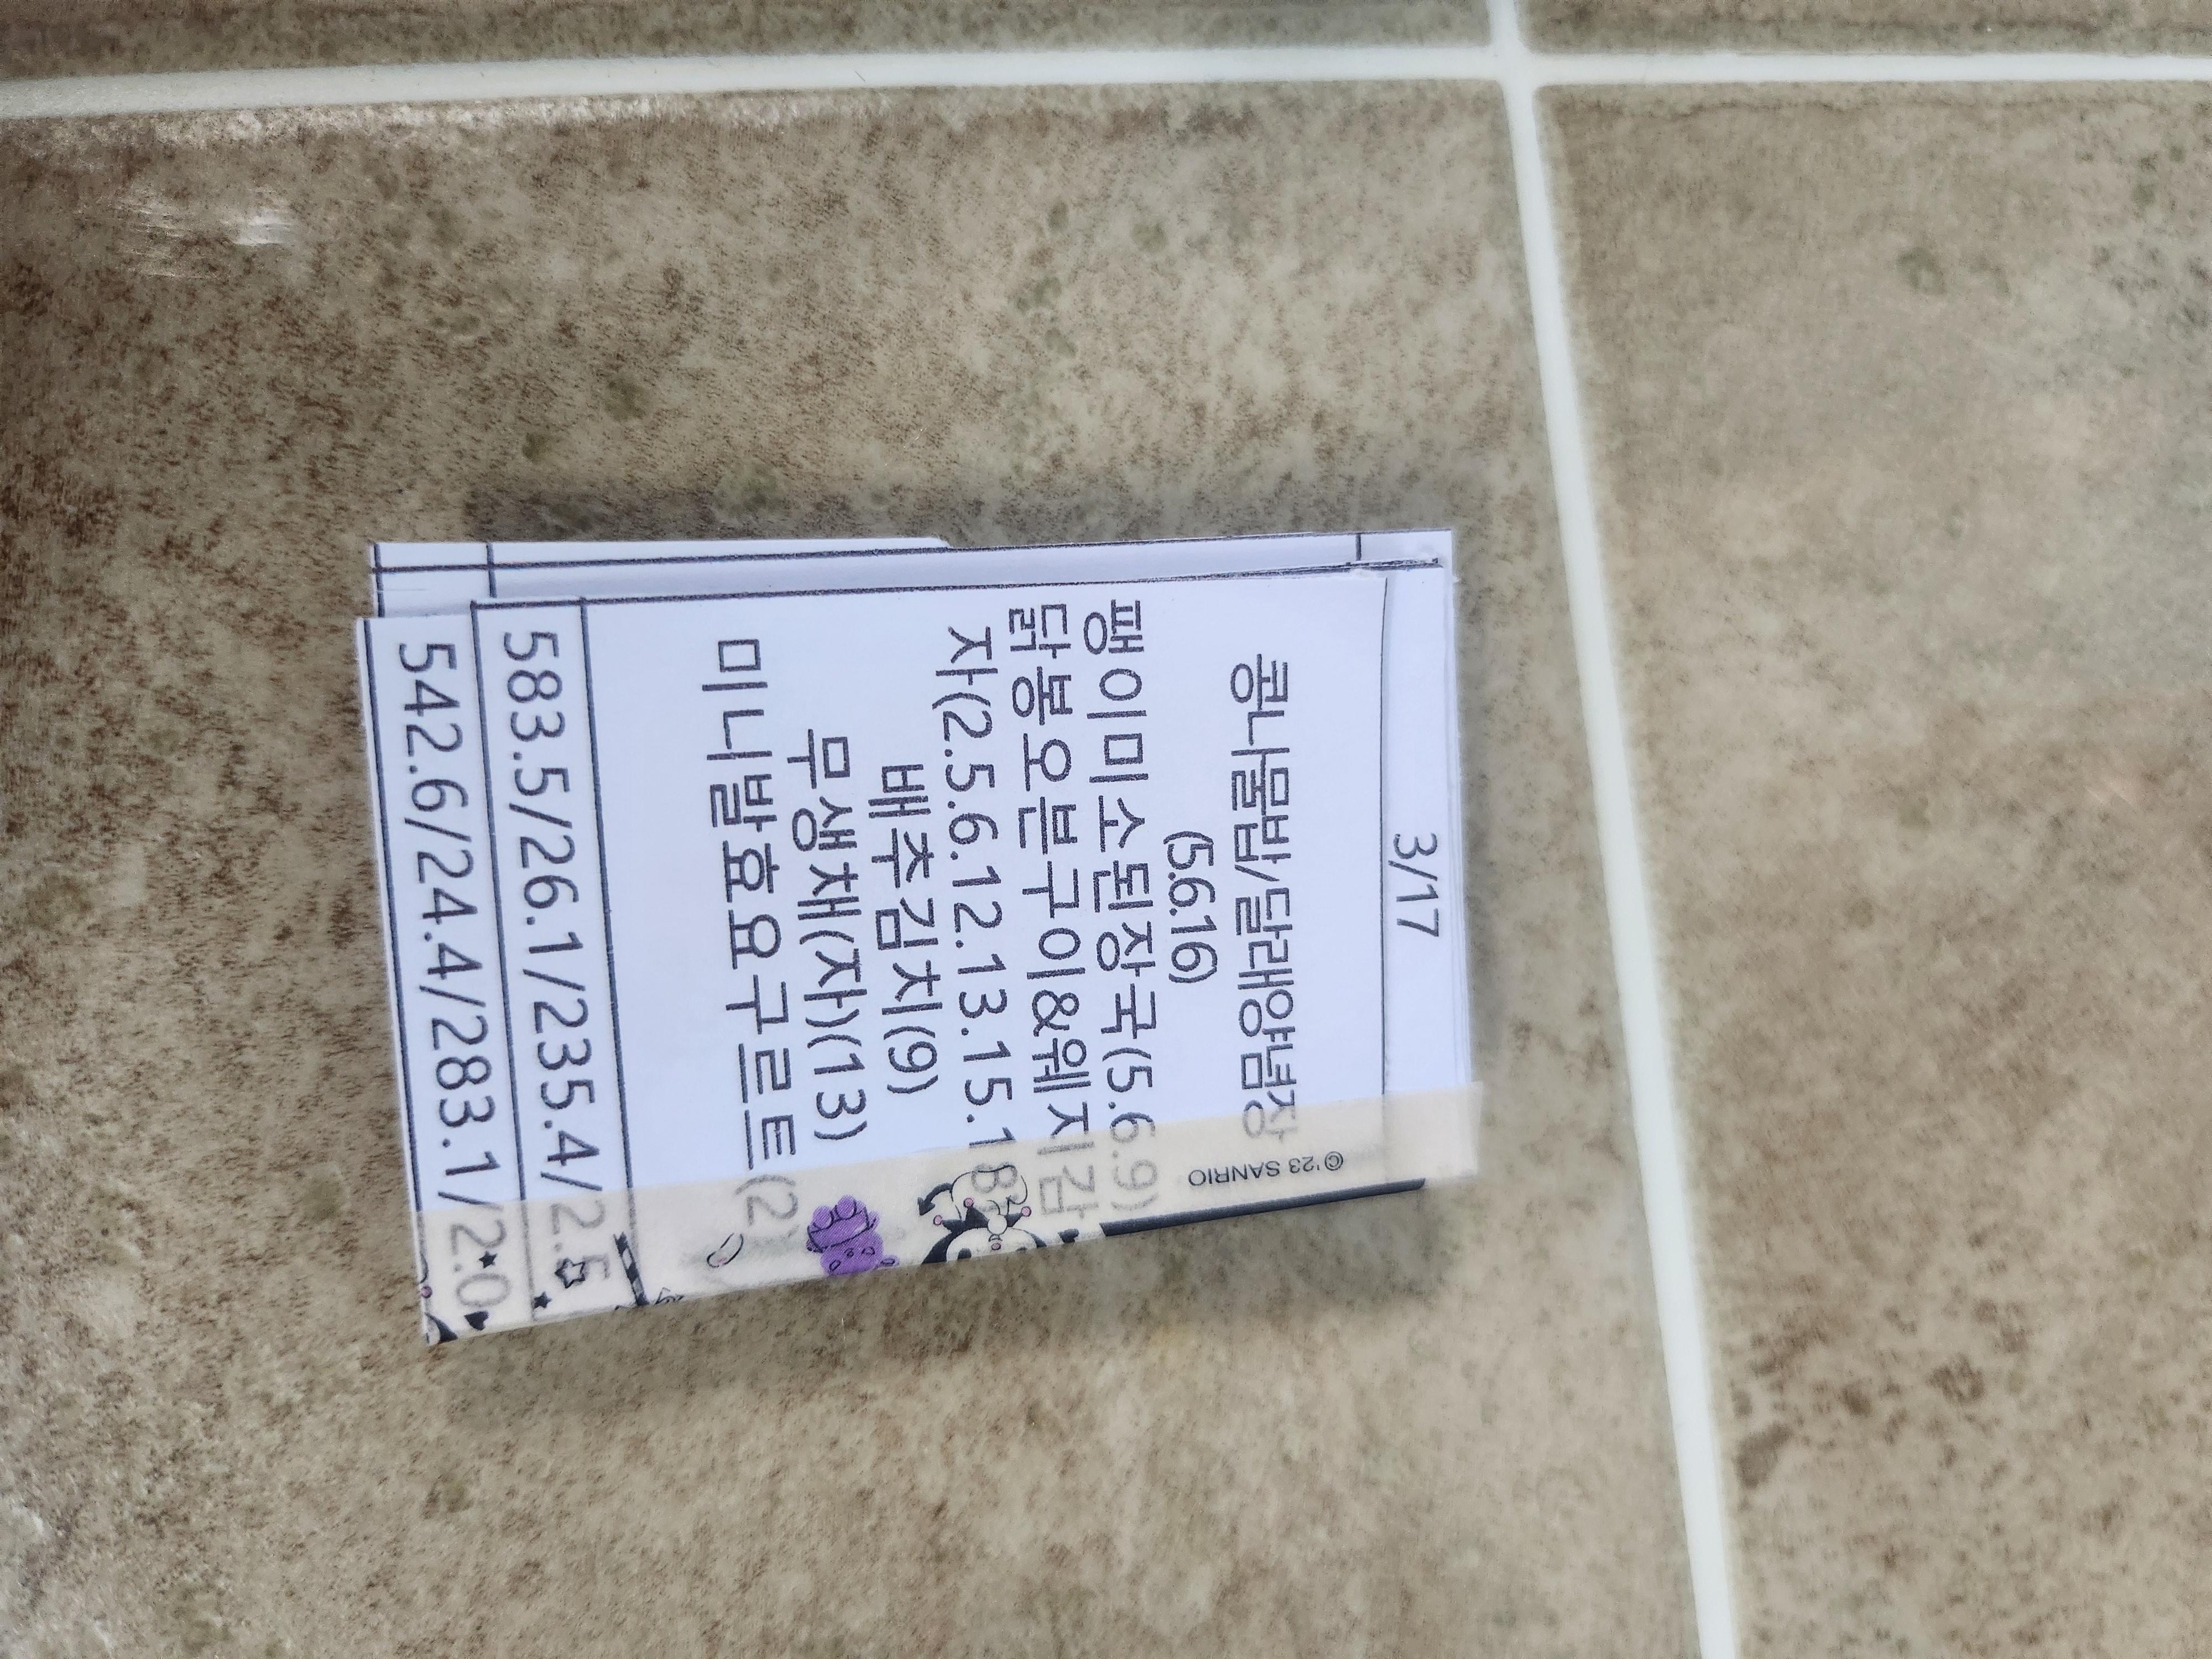 3/17
콩나물밥/달래양념장
(5.6.16)
팽이미소된장국(5.6.9)
닭봉오븐구이&웨지감
자(2.5.6.12.13.15.18
배추김치(9)
무생채(자)(13)
미니발효요구르트(2)
583.5/26.1/235.4/2.5
542.6/24.4/283.1/2.0
©'23 SANRIO